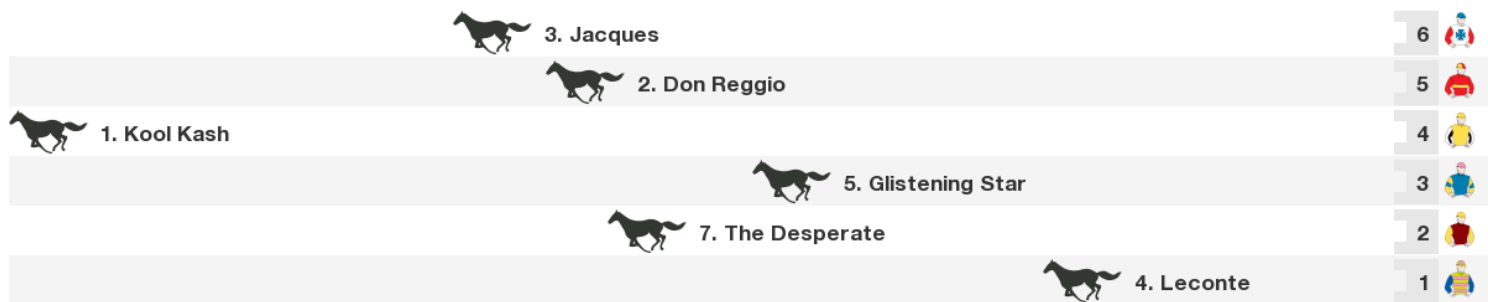 3. Jacques 6
2. Don Reggio 5
1. Kool Kash 4
5. Glistening Star 3
7. The Desperate 2
4. Leconte 1